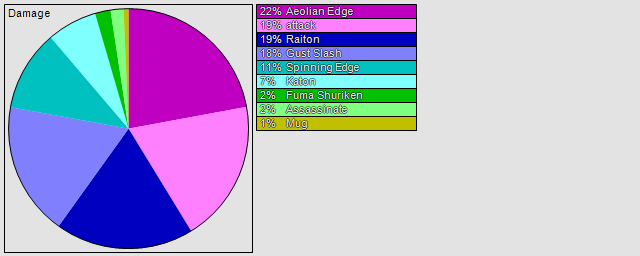 Damage
22% Aeolian Edge
19% attack
19% Raiton
18% Gust Slash
11% Spinning Edge
7% Katon
2% Fuma Shuriken
2% Assassinate
1% Mug